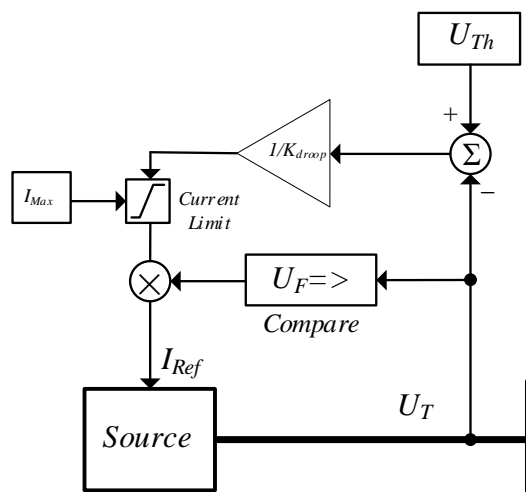 U_Th
+
1/K_droop
Σ
−
I_Max
Current
Limit
U_F=>
Compare
×
I_Ref
U_T
Source